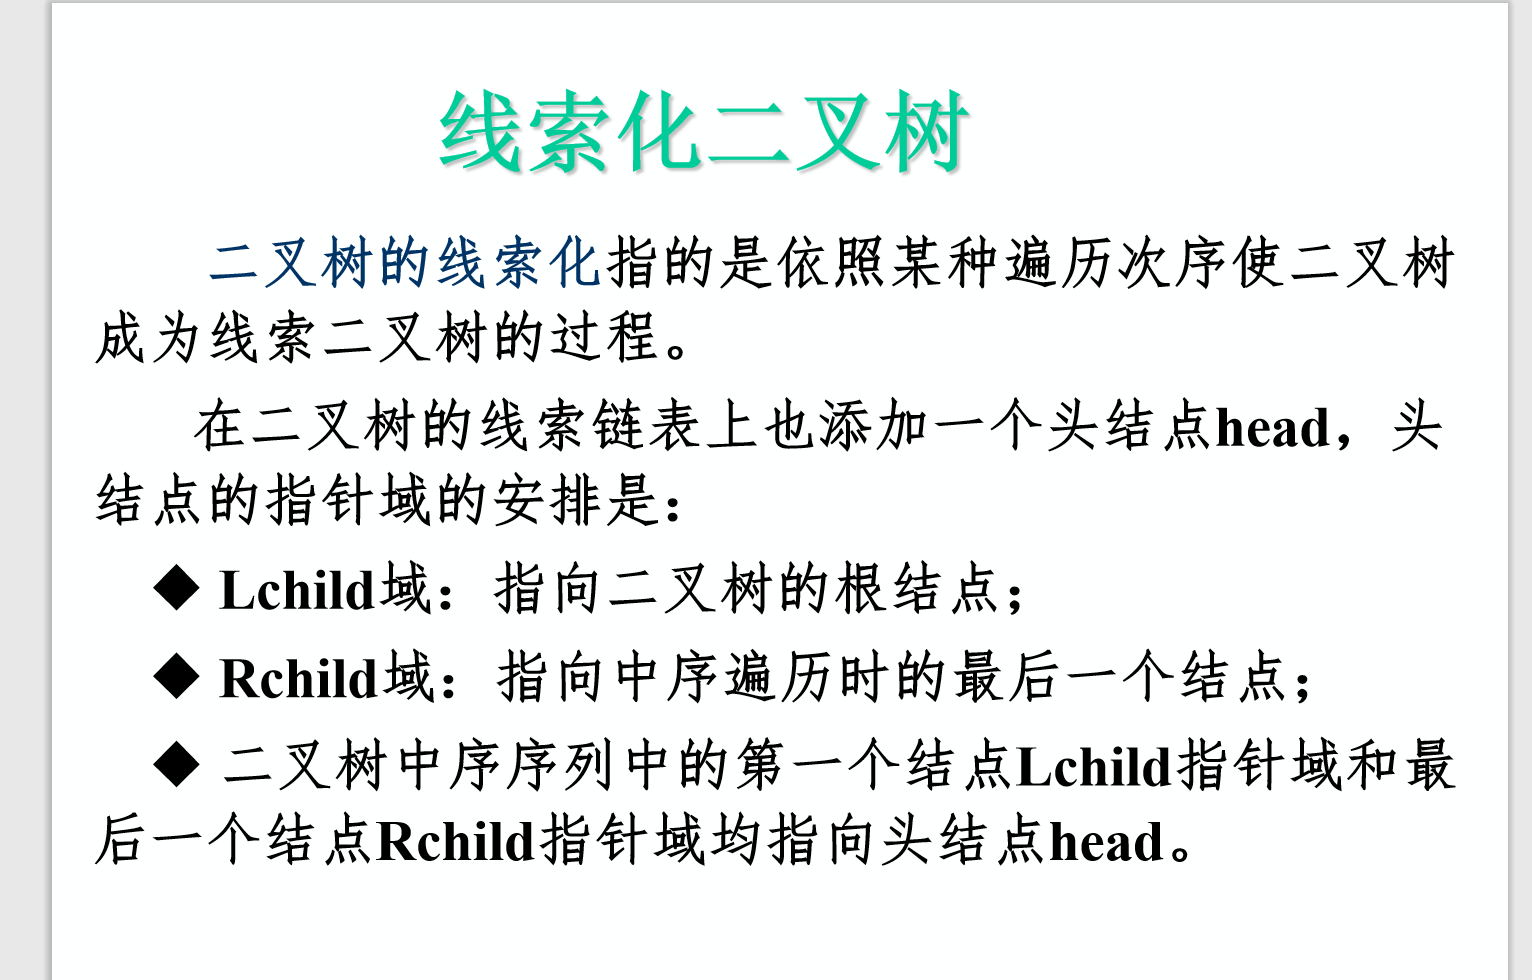 线索化二叉树
二叉树的线索化指的是依照某种遍历次序使二叉树
成为线索二叉树的过程。
在二叉树的线索链表上也添加一个头结点head，头
结点的指针域的安排是：
◆ Lchild域：指向二叉树的根结点；
◆ Rchild域：指向中序遍历时的最后一个结点；
◆ 二叉树中序序列中的第一个结点Lchild指针域和最
后一个结点Rchild指针域均指向头结点head。